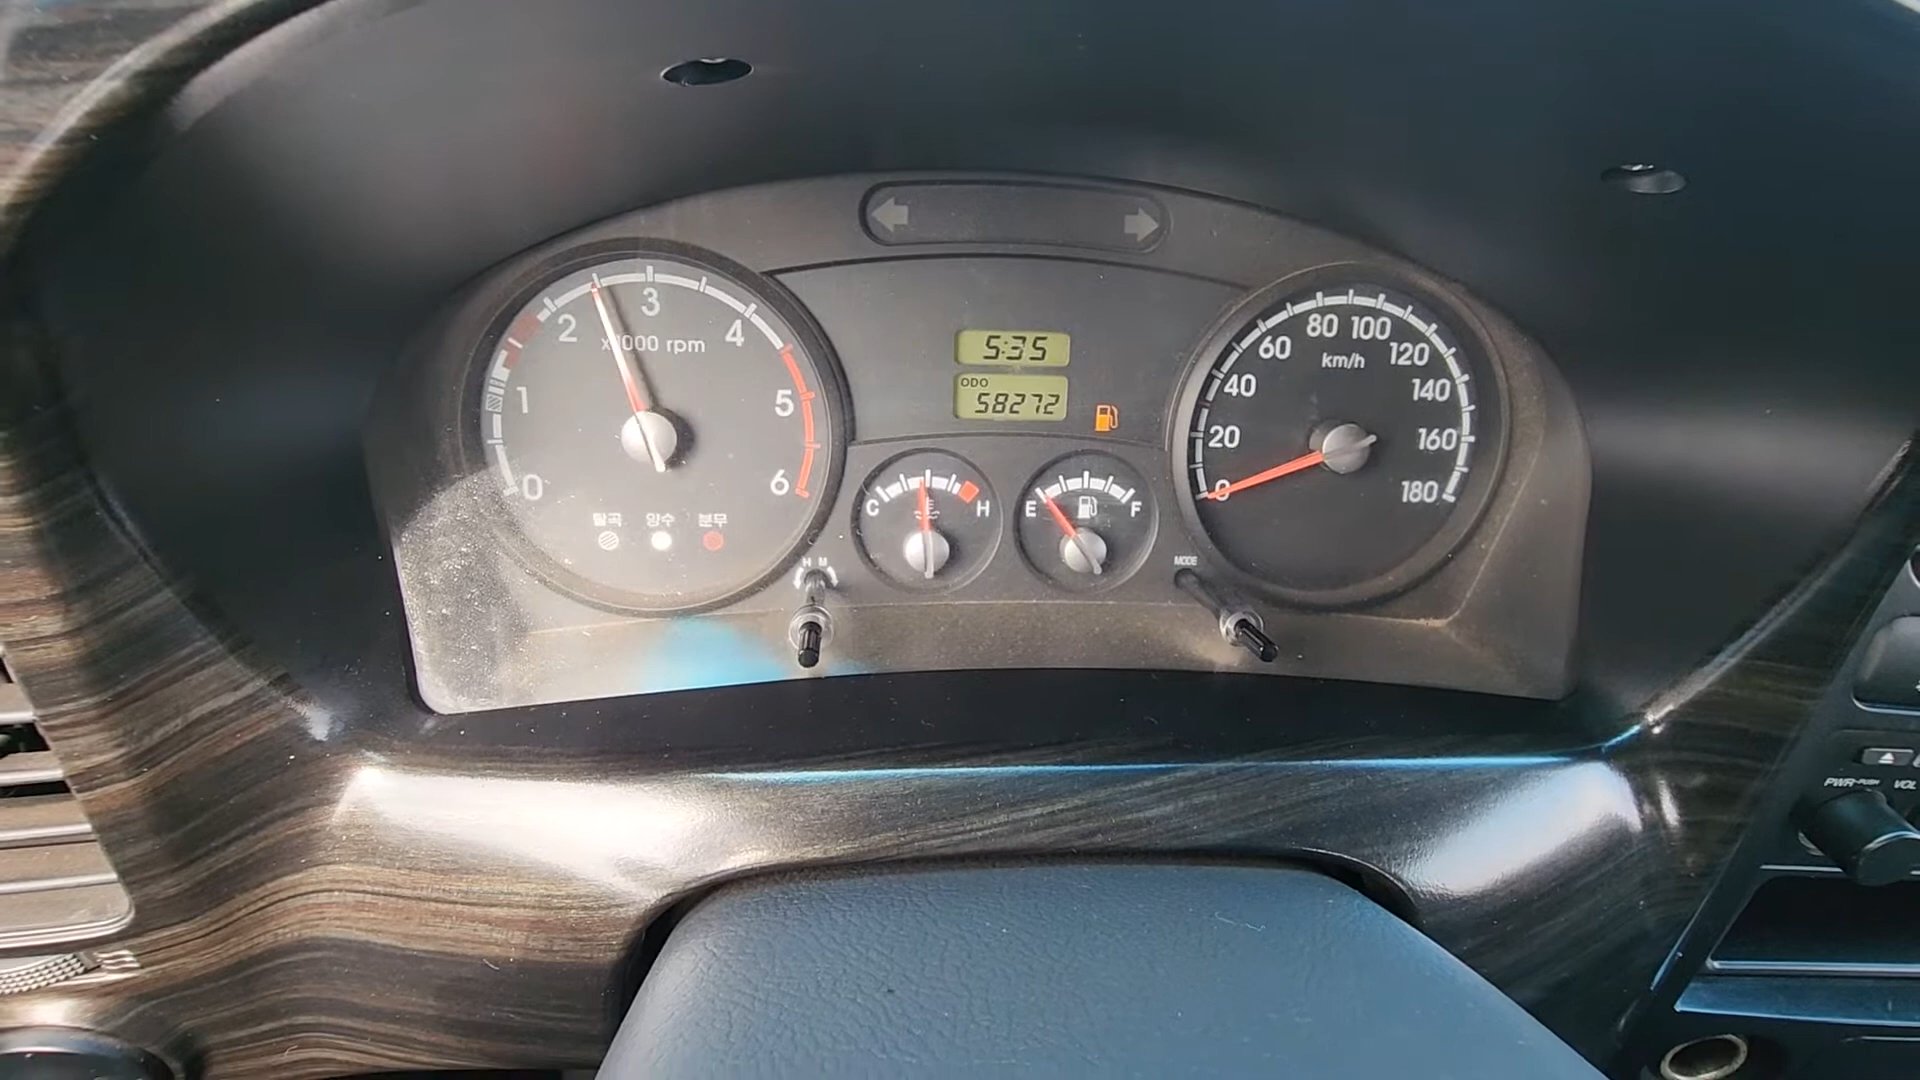 5:35
ODO
58272
0
1
2
3
4
5
6
x1000 rpm
탈곡 양수 분무
H M
C H
E F
MODE
0
20
40
60
80
100
120
140
160
180
km/h
PWR-PUSH VOL